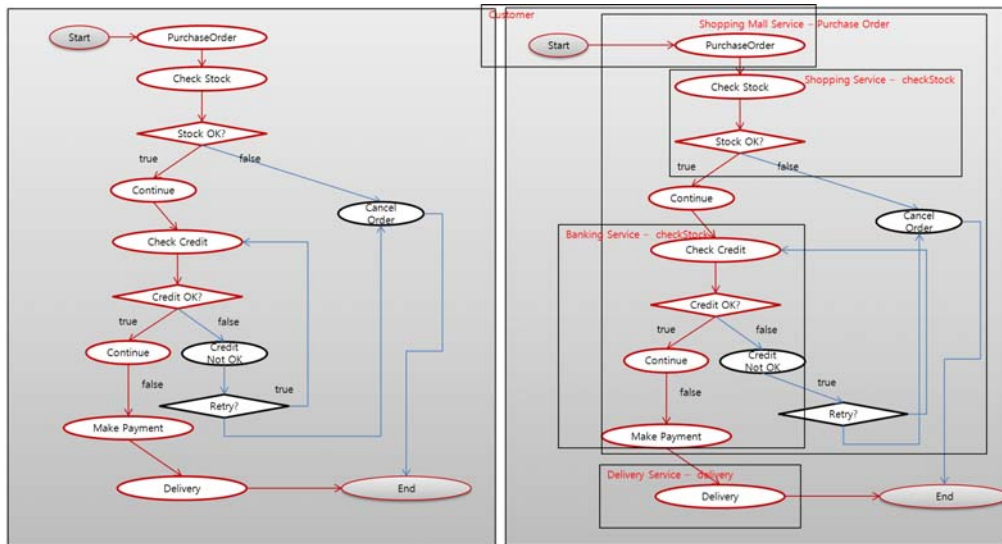 Start
PurchaseOrder
Check Stock
Stock OK?
true
false
Continue
Cancel
Order
Check Credit
Credit OK?
true
false
Continue
Credit
Not OK
false
true
Retry?
Make Payment
Delivery
End
Customer
Shopping Mall Service – Purchase Order
Start
PurchaseOrder
Shopping Service – checkStock
Check Stock
Stock OK?
true
false
Continue
Cancel
Order
Banking Service – checkStock
Check Credit
Credit OK?
true
false
Continue
Credit
Not OK
true
false
Retry?
Make Payment
Delivery Service – delivery
Delivery
End